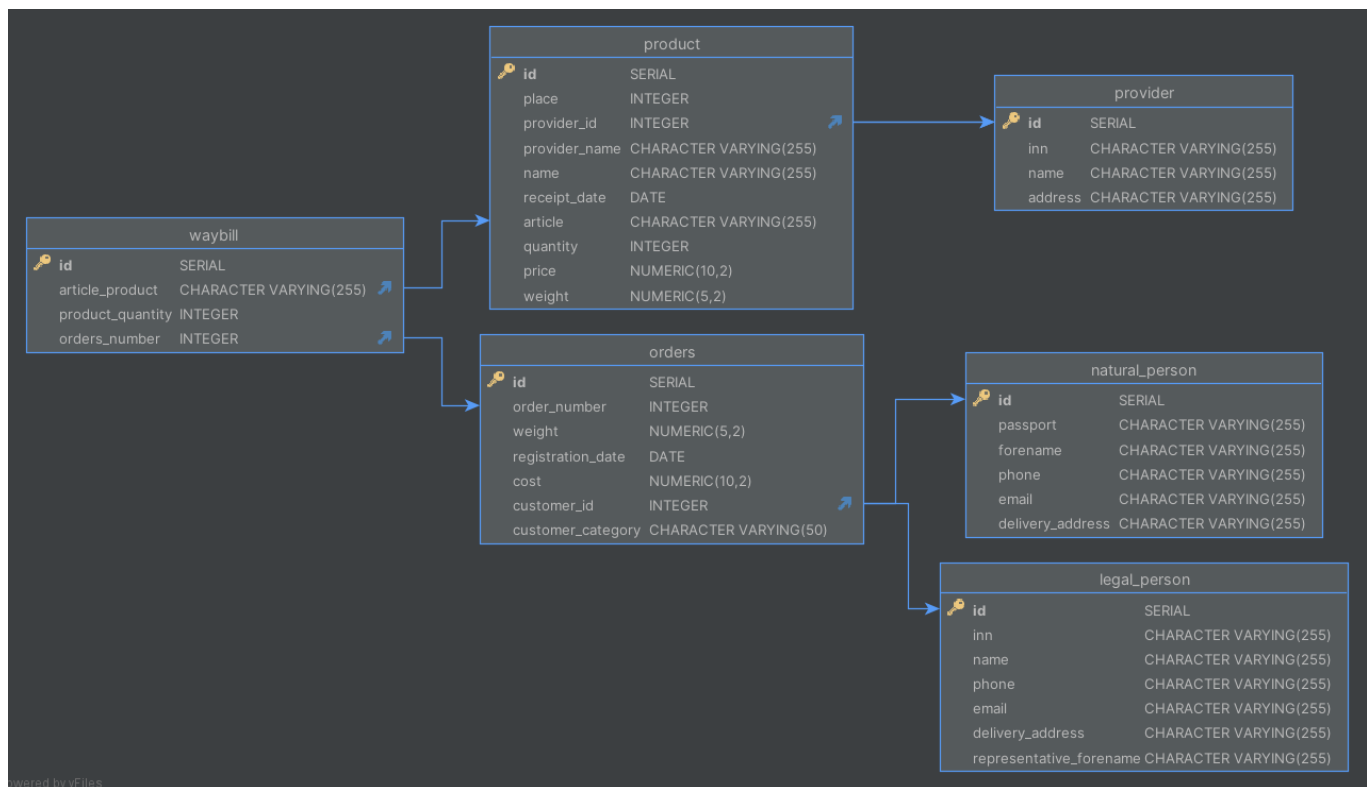 product
id SERIAL
place INTEGER
provider_id INTEGER
provider_name CHARACTER VARYING(255)
name CHARACTER VARYING(255)
receipt_date DATE
article CHARACTER VARYING(255)
quantity INTEGER
price NUMERIC(10,2)
weight NUMERIC(5,2)
provider
id SERIAL
inn CHARACTER VARYING(255)
name CHARACTER VARYING(255)
address CHARACTER VARYING(255)
waybill
id SERIAL
article_product CHARACTER VARYING(255)
product_quantity INTEGER
orders_number INTEGER
orders
id SERIAL
order_number INTEGER
weight NUMERIC(5,2)
registration_date DATE
cost NUMERIC(10,2)
customer_id INTEGER
customer_category CHARACTER VARYING(50)
natural_person
id SERIAL
passport CHARACTER VARYING(255)
forename CHARACTER VARYING(255)
phone CHARACTER VARYING(255)
email CHARACTER VARYING(255)
delivery_address CHARACTER VARYING(255)
legal_person
id SERIAL
inn CHARACTER VARYING(255)
name CHARACTER VARYING(255)
phone CHARACTER VARYING(255)
email CHARACTER VARYING(255)
delivery_address CHARACTER VARYING(255)
representative_forename CHARACTER VARYING(255)
owered by yFiles